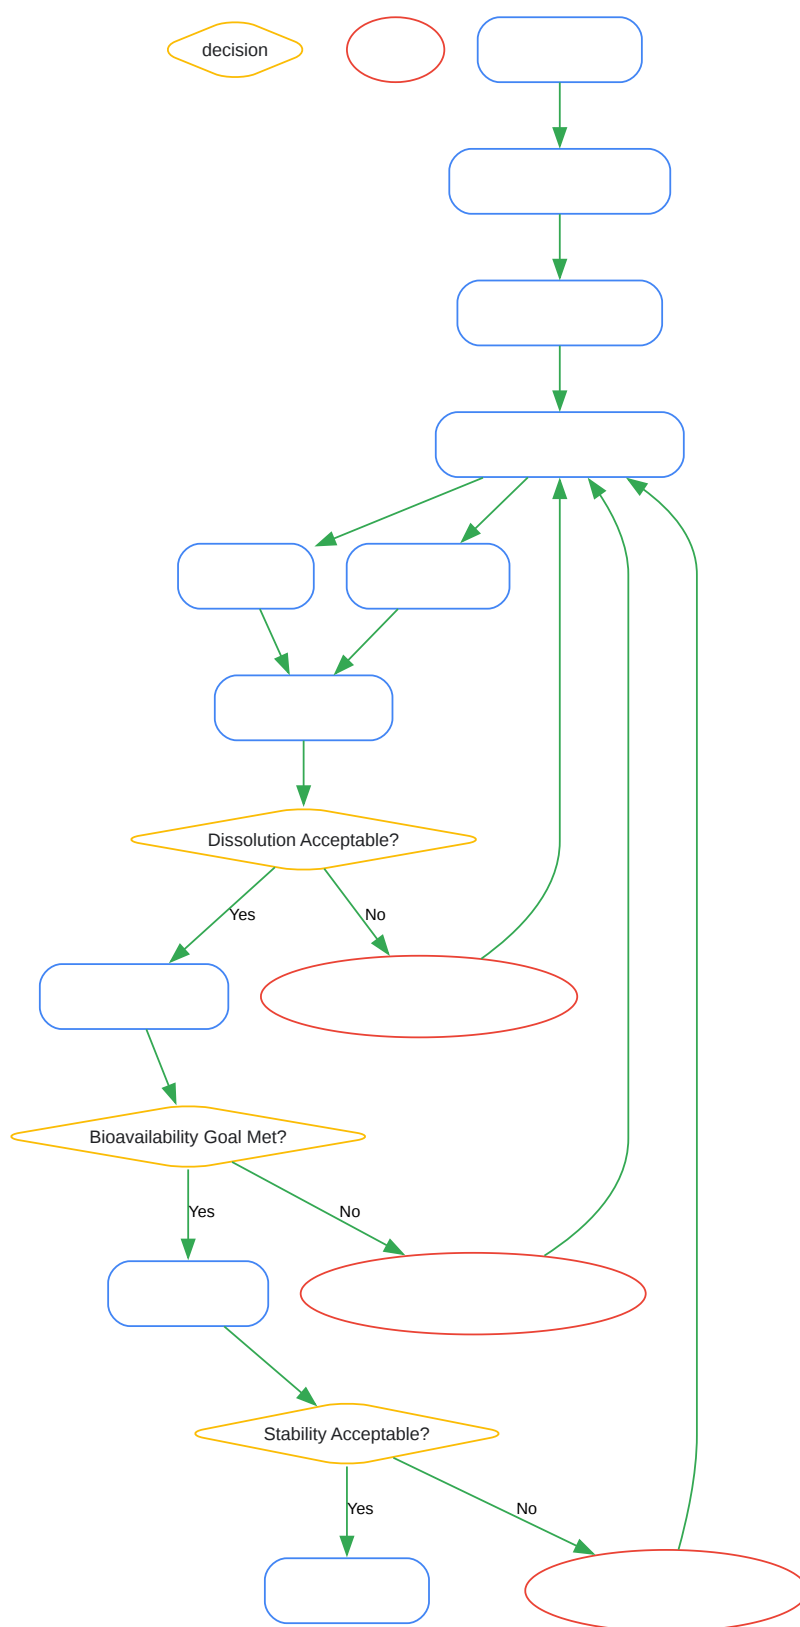 decision
Dissolution Acceptable?
Yes
No
Bioavailability Goal Met?
Yes
No
Stability Acceptable?
Yes
No